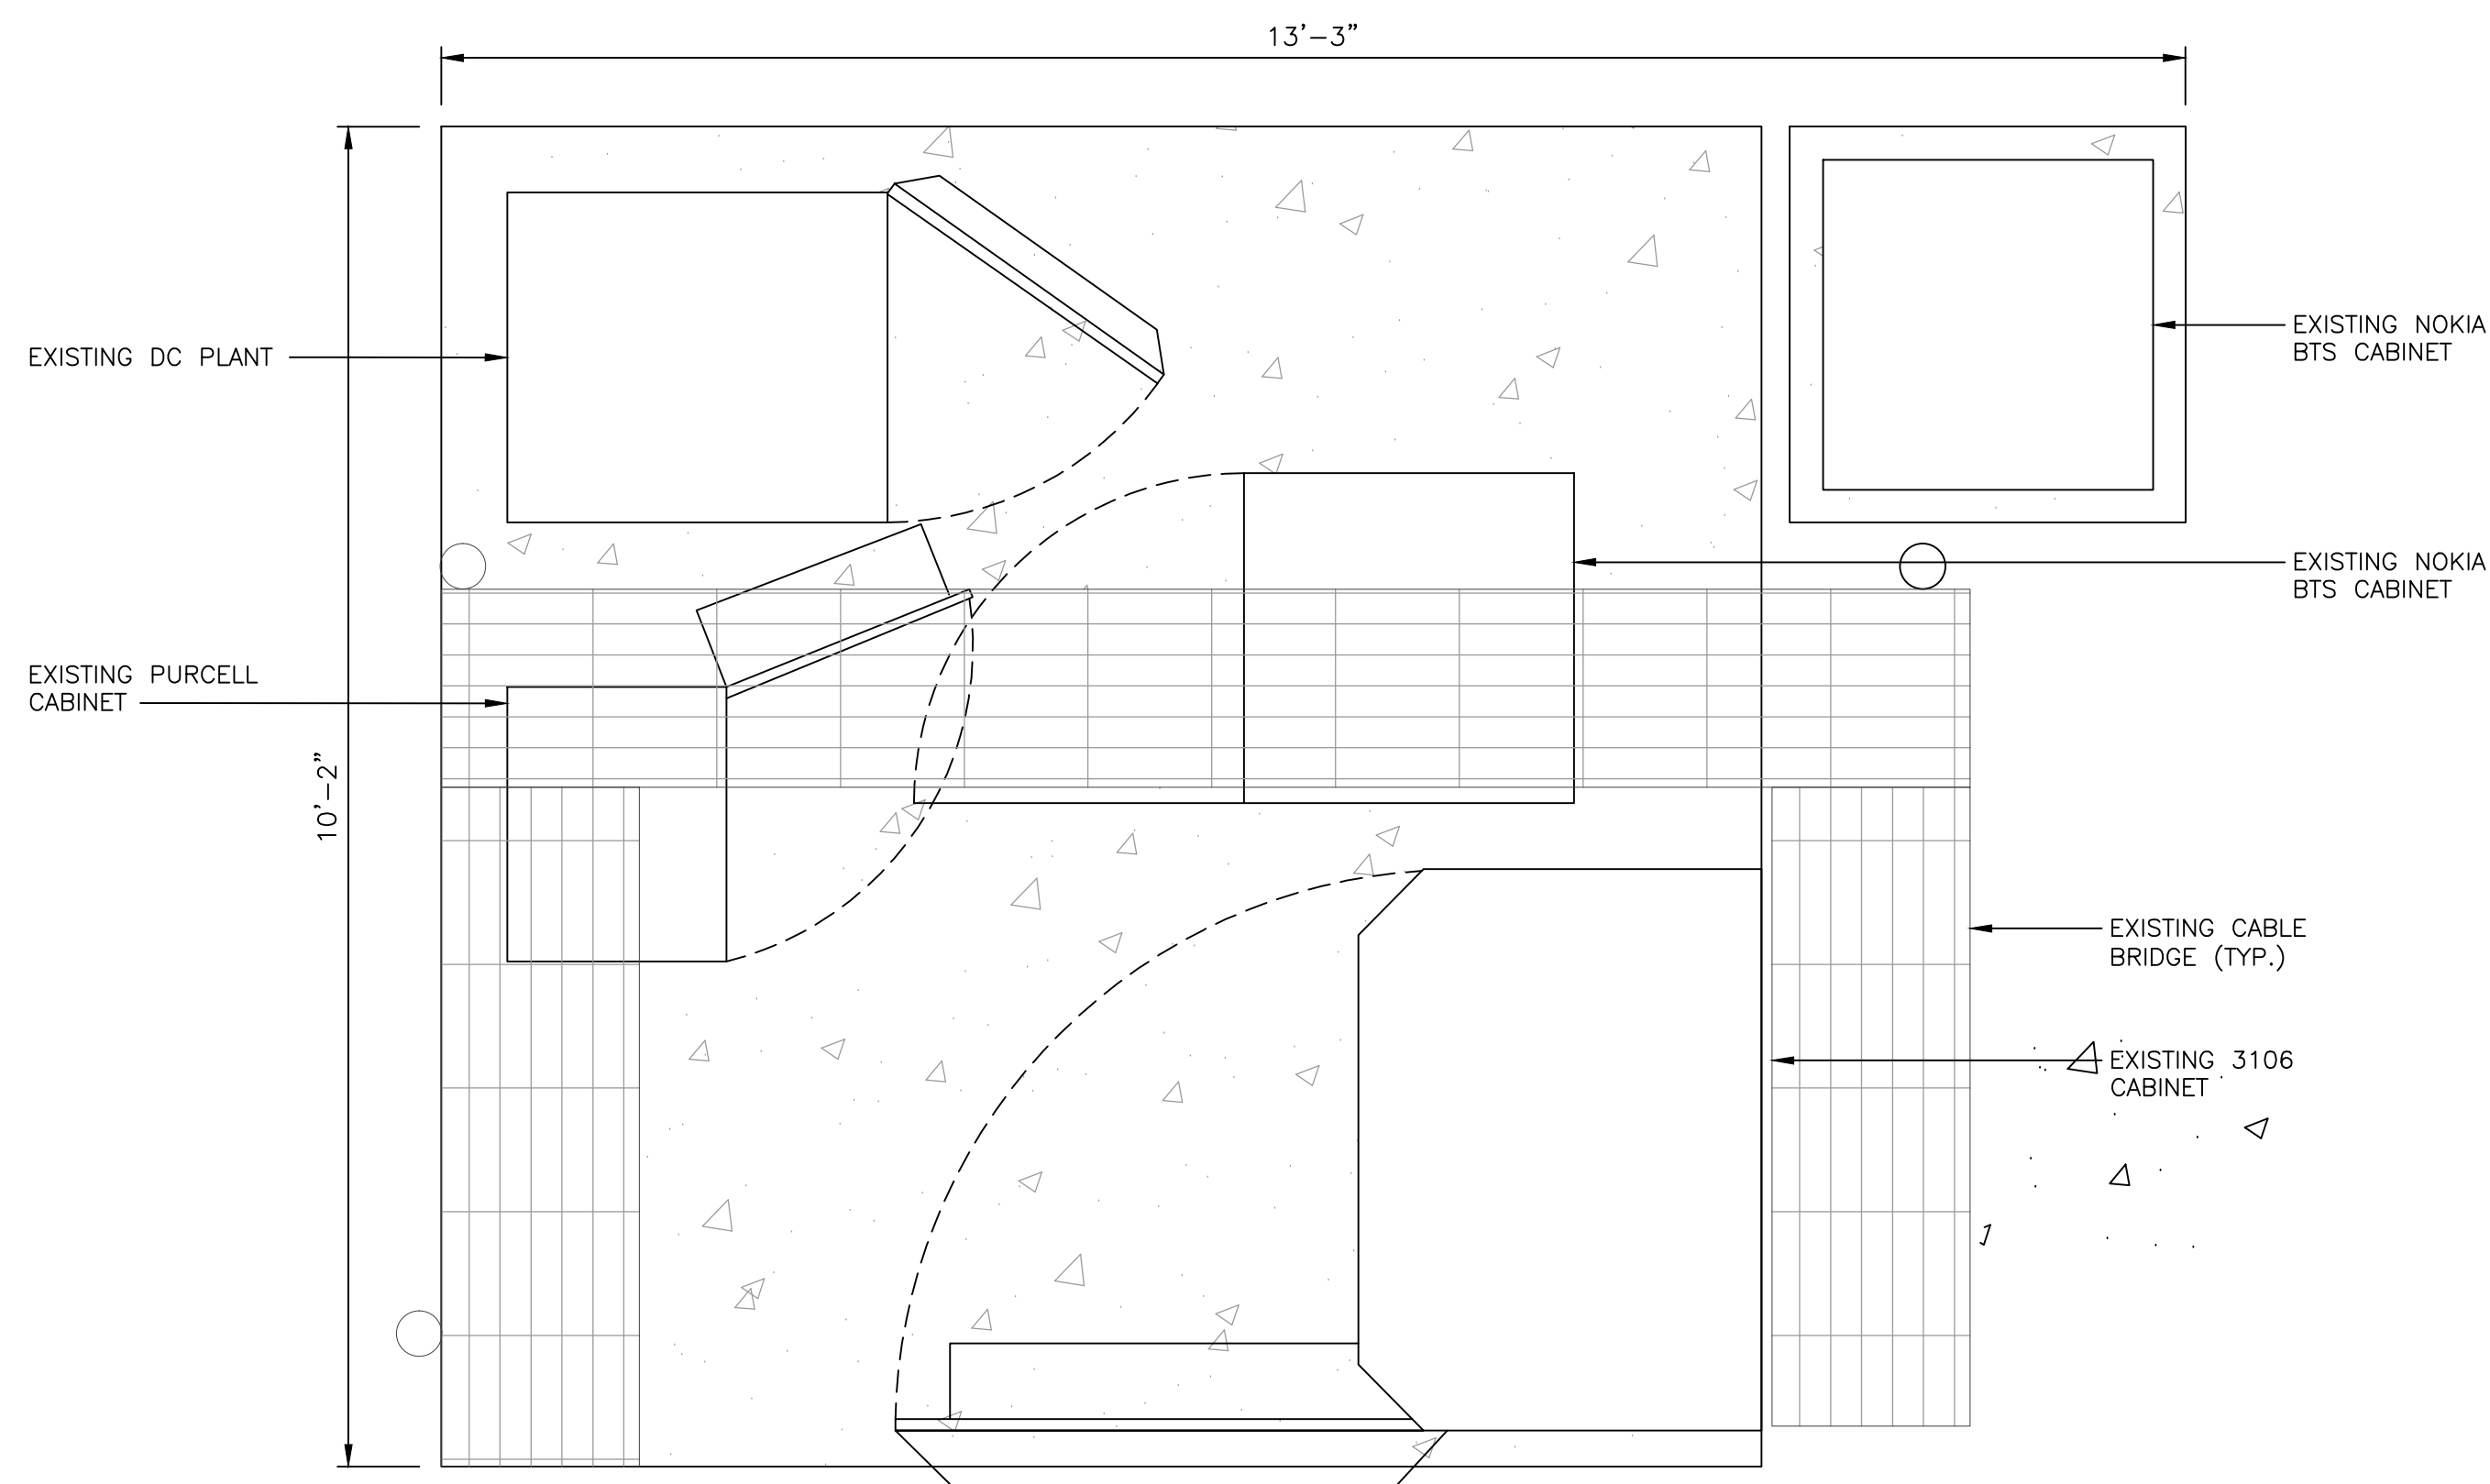 13'-3"
EXISTING NOKIA
BTS CABINET
EXISTING DC PLANT
EXISTING NOKIA
BTS CABINET
EXISTING PURCELL
CABINET
10'-2"
EXISTING CABLE
BRIDGE (TYP.)
EXISTING 3106
CABINET